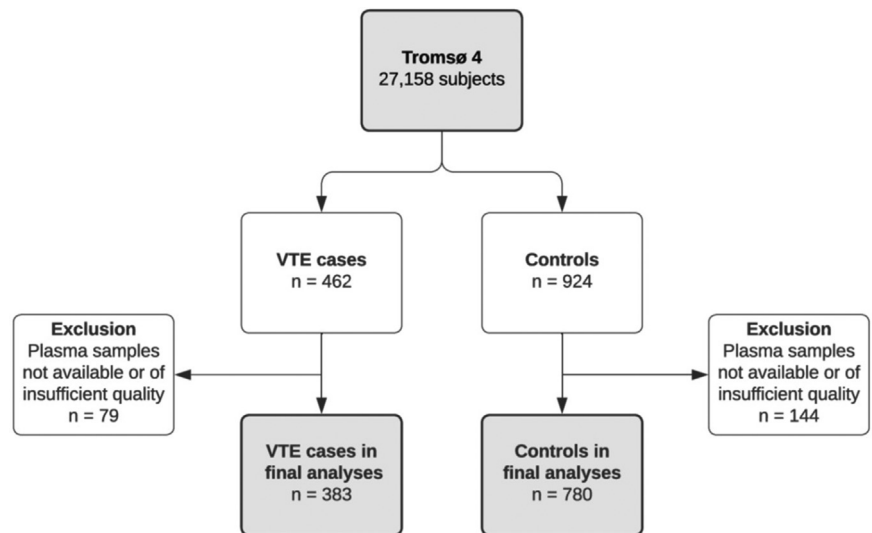 Tromsø 4
27,158 subjects
VTE cases
n = 462
Controls
n = 924
Exclusion
Plasma samples
not available or of
insufficient quality
n = 79
Exclusion
Plasma samples
not available or of
insufficient quality
n = 144
VTE cases in
final analyses
n = 383
Controls in
final analyses
n = 780